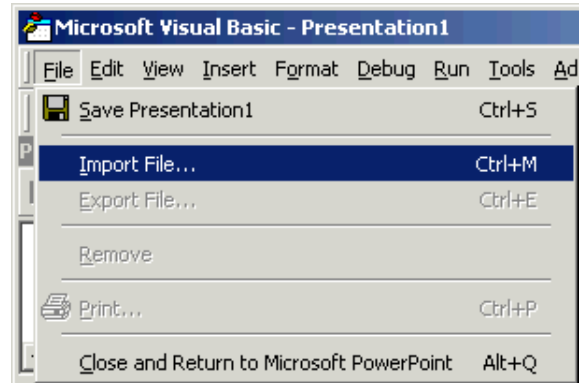 Microsoft Visual Basic - Presentation1
File Edit View Insert Format Debug Run Tools Ad
Save Presentation1 Ctrl+S
Import File... Ctrl+M
Export File... Ctrl+E
Remove
Print... Ctrl+P
Close and Return to Microsoft PowerPoint Alt+Q